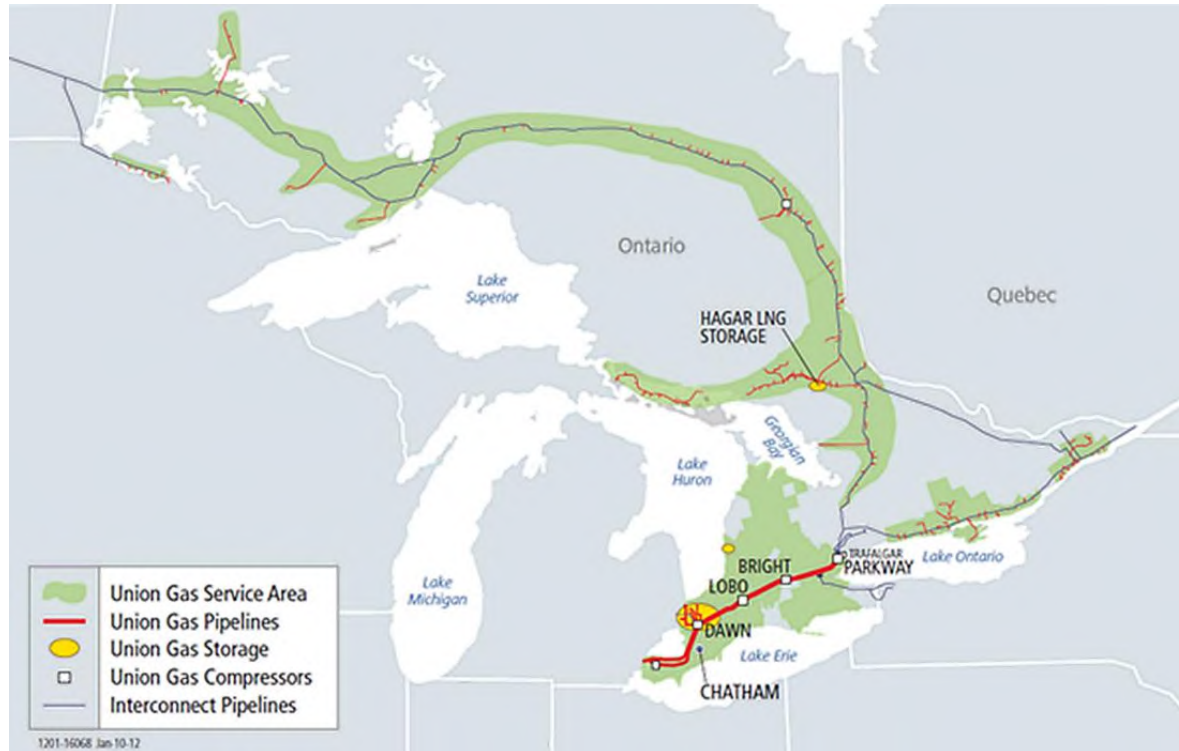 Ontario
Quebec
Lake
Superior
HAGAR LNG
STORAGE
Georgian
Bay
Lake
Huron
Lake
Michigan
TRAFALGAR
PARKWAY
Lake Ontario
BRIGHT
LOBO
DAWN
Lake Erie
CHATHAM
Union Gas Service Area
Union Gas Pipelines
Union Gas Storage
Union Gas Compressors
Interconnect Pipelines
1201-16068 Jan-10-12